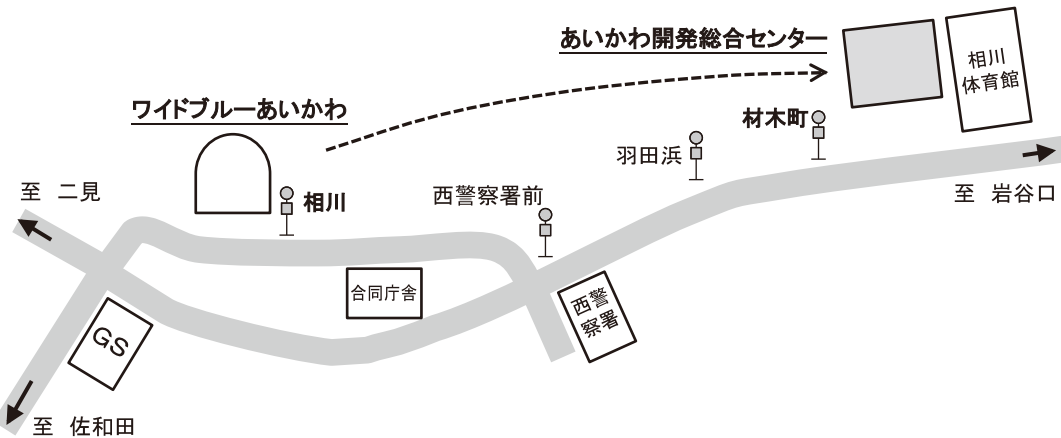 あいかわ開発総合センター
相川
体育館
ワイドブルーあいかわ
材木町
羽田浜
至 二見
相川
西警察署前
至 岩谷口
合同庁舎
西警
察署
GS
至 佐和田